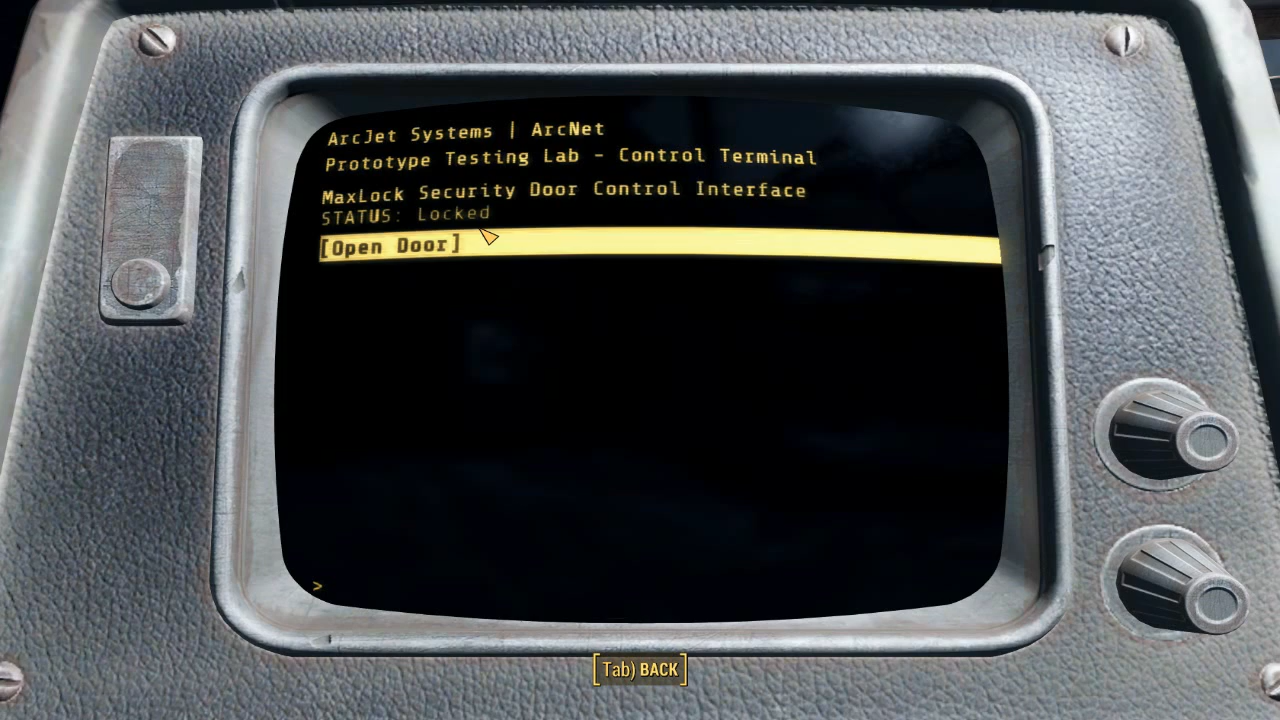 ArcJet Systems | ArcNet
Prototype Testing Lab - Control Terminal
MaxLock Security Door Control Interface
STATUS: Locked
[Open Door]
>
Tab) BACK